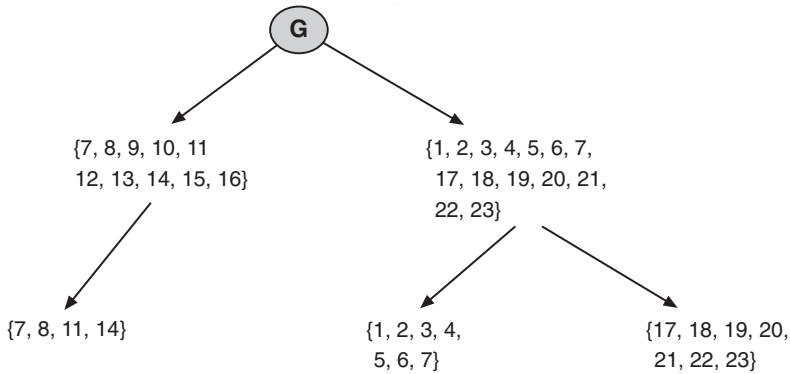 G
{7, 8, 9, 10, 11
12, 13, 14, 15, 16}
{1, 2, 3, 4, 5, 6, 7,
17, 18, 19, 20, 21,
22, 23}
{7, 8, 11, 14}
{1, 2, 3, 4,
5, 6, 7}
{17, 18, 19, 20,
21, 22, 23}